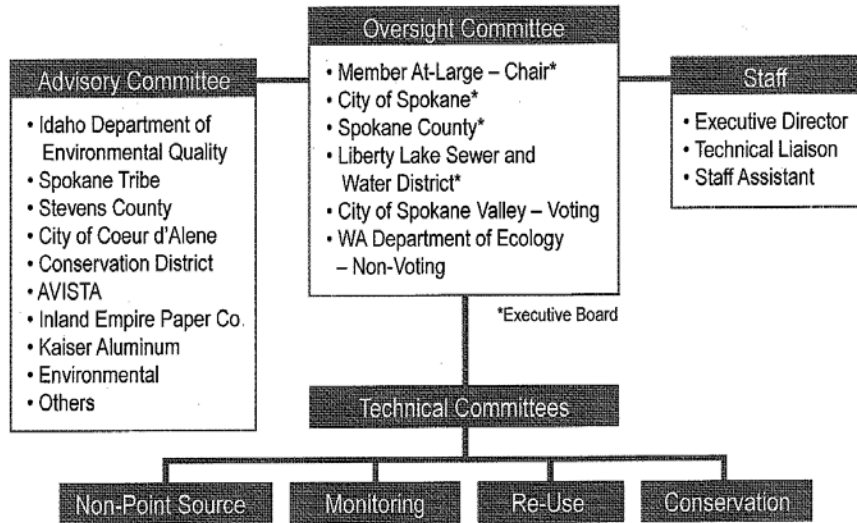 Oversight Committee
• Member At-Large – Chair*
• City of Spokane*
• Spokane County*
• Liberty Lake Sewer and
Water District*
• City of Spokane Valley – Voting
• WA Department of Ecology
– Non-Voting
*Executive Board
Advisory Committee
• Idaho Department of
Environmental Quality
• Spokane Tribe
• Stevens County
• City of Coeur d'Alene
• Conservation District
• AVISTA
• Inland Empire Paper Co.
• Kaiser Aluminum
• Environmental
• Others
Staff
• Executive Director
• Technical Liaison
• Staff Assistant
Technical Committees
Non-Point Source
Monitoring
Re-Use
Conservation